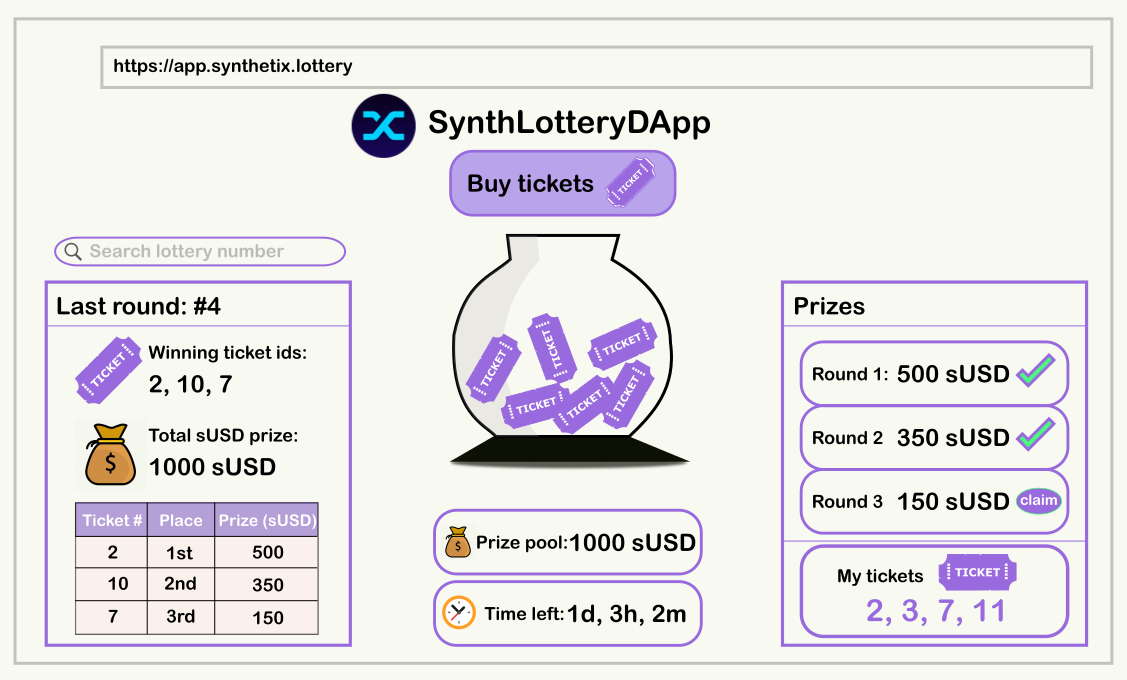 https://app.synthetix.lottery
SynthLotteryDApp
Buy tickets TICKET
Search lottery number
Last round: #4
TICKET
Winning ticket ids:
2, 10, 7
$
Total sUSD prize:
1000 sUSD
Ticket # Place Prize (sUSD)
2 1st 500
10 2nd 350
7 3rd 150
TICKET
TICKET
TICKET
TICKET
TICKET
TICKET
$ Prize pool: 1000 sUSD
Time left: 1d, 3h, 2m
Prizes
Round 1: 500 sUSD
Round 2 350 sUSD
Round 3 150 sUSD claim
My tickets TICKET
2, 3, 7, 11